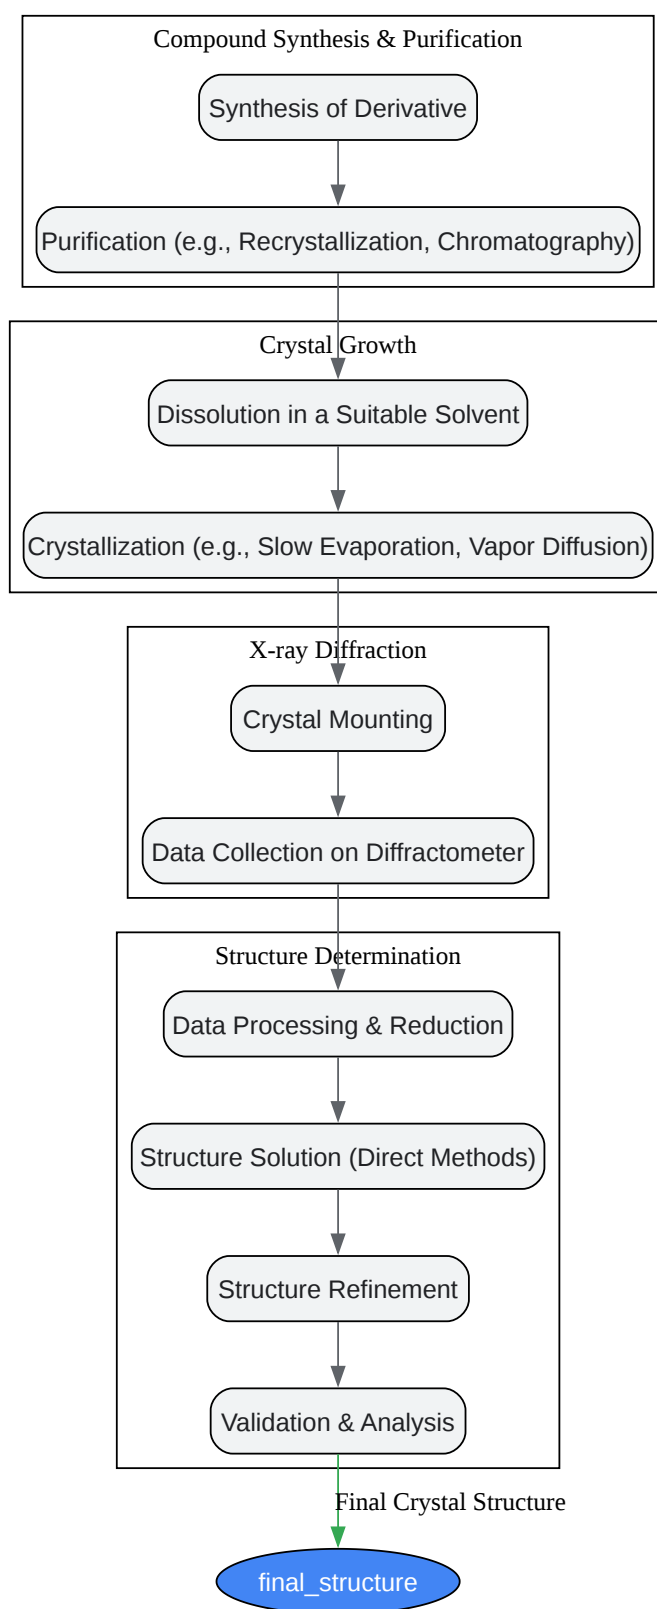 Compound Synthesis & Purification
Synthesis of Derivative
Purification (e.g., Recrystallization, Chromatography)
Crystal Growth
Dissolution in a Suitable Solvent
Crystallization (e.g., Slow Evaporation, Vapor Diffusion)
X-ray Diffraction
Crystal Mounting
Data Collection on Diffractometer
Structure Determination
Data Processing & Reduction
Structure Solution (Direct Methods)
Structure Refinement
Validation & Analysis
Final Crystal Structure
final_structure